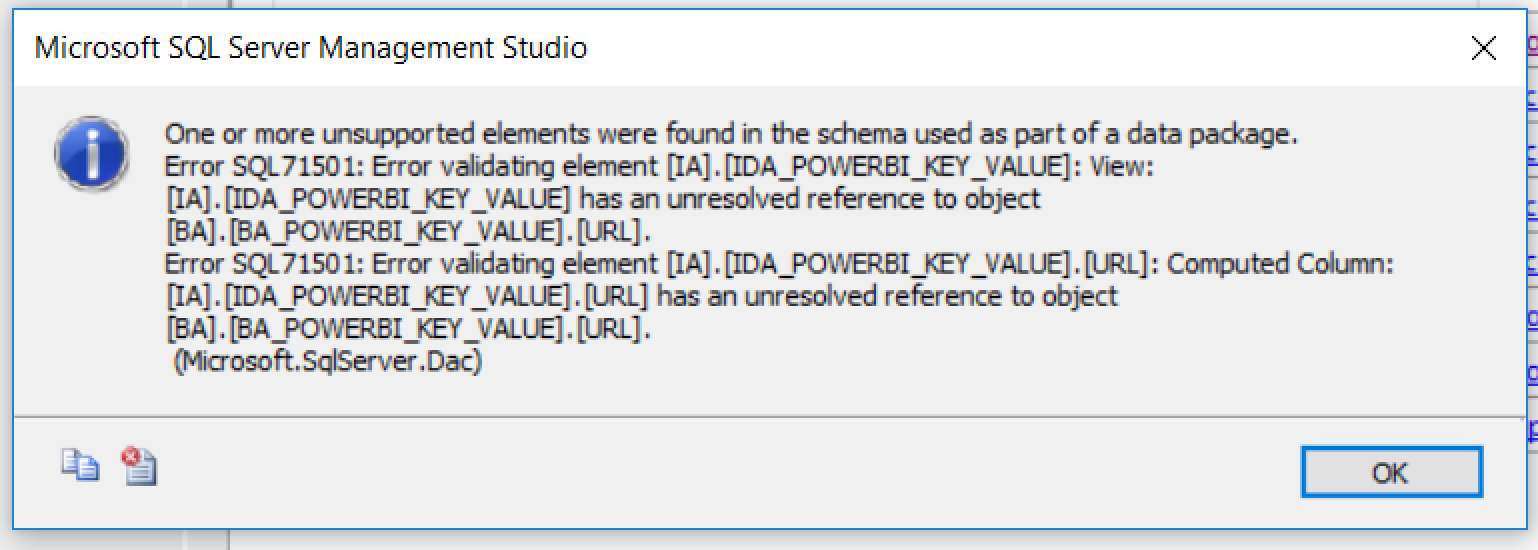 Microsoft SQL Server Management Studio
One or more unsupported elements were found in the schema used as part of a data package.
Error SQL71501: Error validating element [IA].[IDA_POWERBI_KEY_VALUE]: View:
[IA].[IDA_POWERBI_KEY_VALUE] has an unresolved reference to object
[BA].[BA_POWERBI_KEY_VALUE].[URL].
Error SQL71501: Error validating element [IA].[IDA_POWERBI_KEY_VALUE].[URL]: Computed Column:
[IA].[IDA_POWERBI_KEY_VALUE].[URL] has an unresolved reference to object
[BA].[BA_POWERBI_KEY_VALUE].[URL].
(Microsoft.SqlServer.Dac)
OK